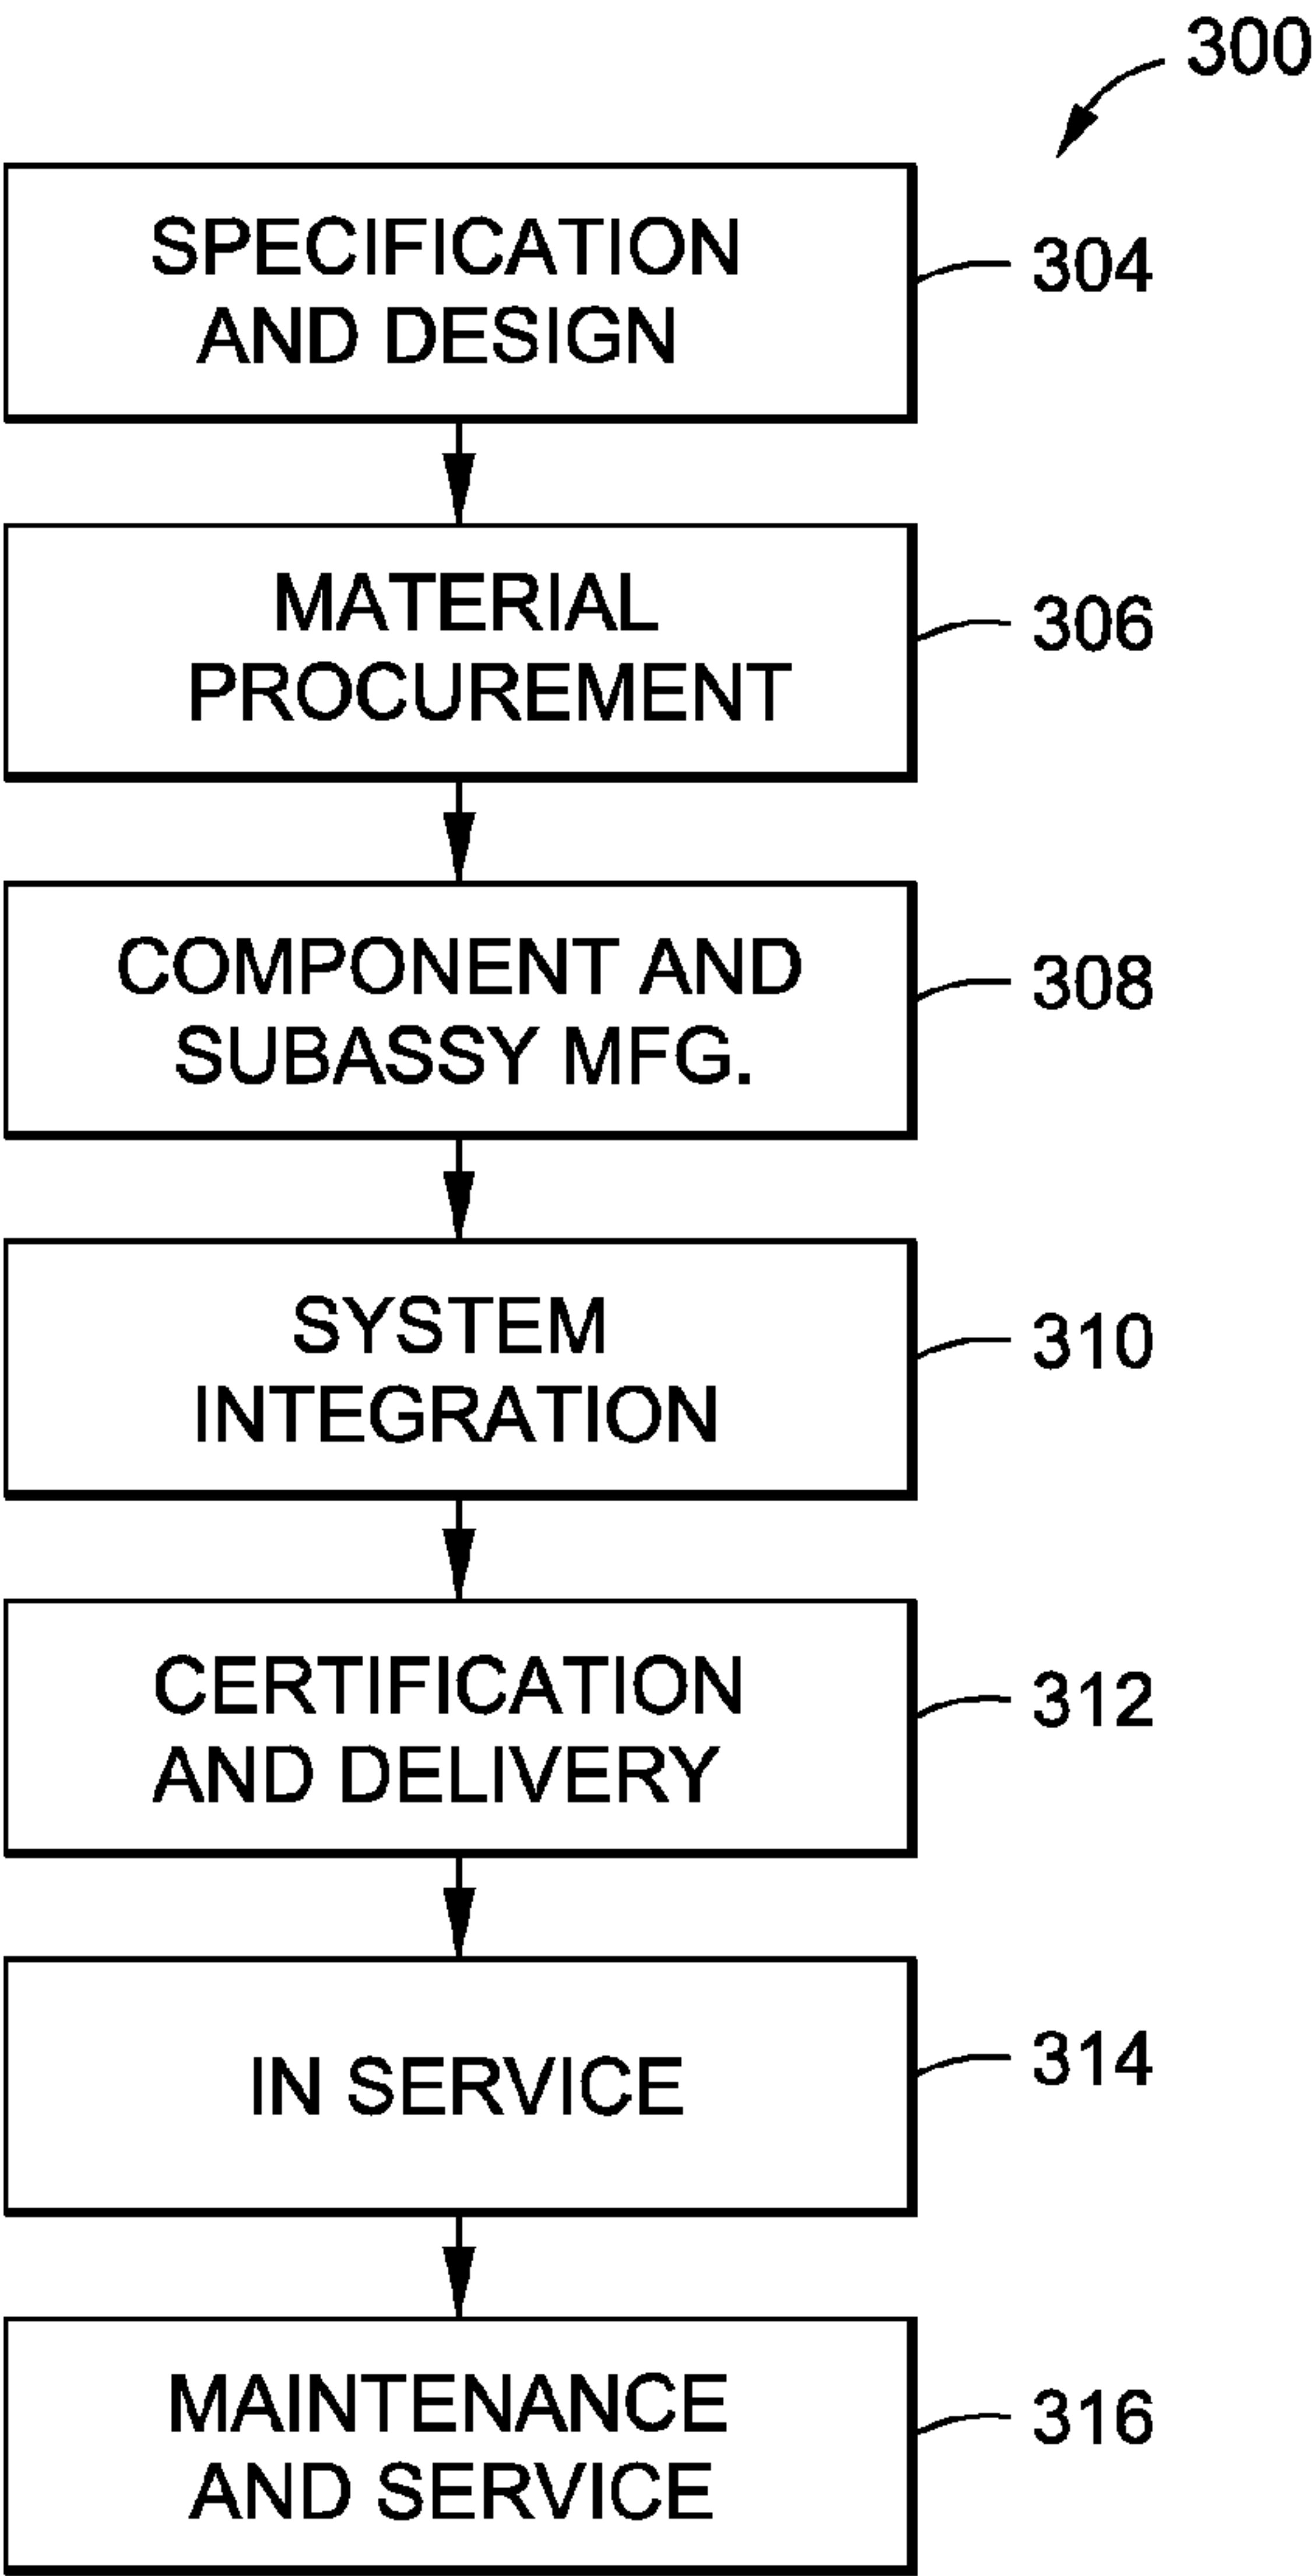 300
SPECIFICATION
AND DESIGN
304
MATERIAL
PROCUREMENT
306
COMPONENT AND
SUBASSY MFG.
308
SYSTEM
INTEGRATION
310
CERTIFICATION
AND DELIVERY
312
IN SERVICE
314
MAINTENANCE
AND SERVICE
316